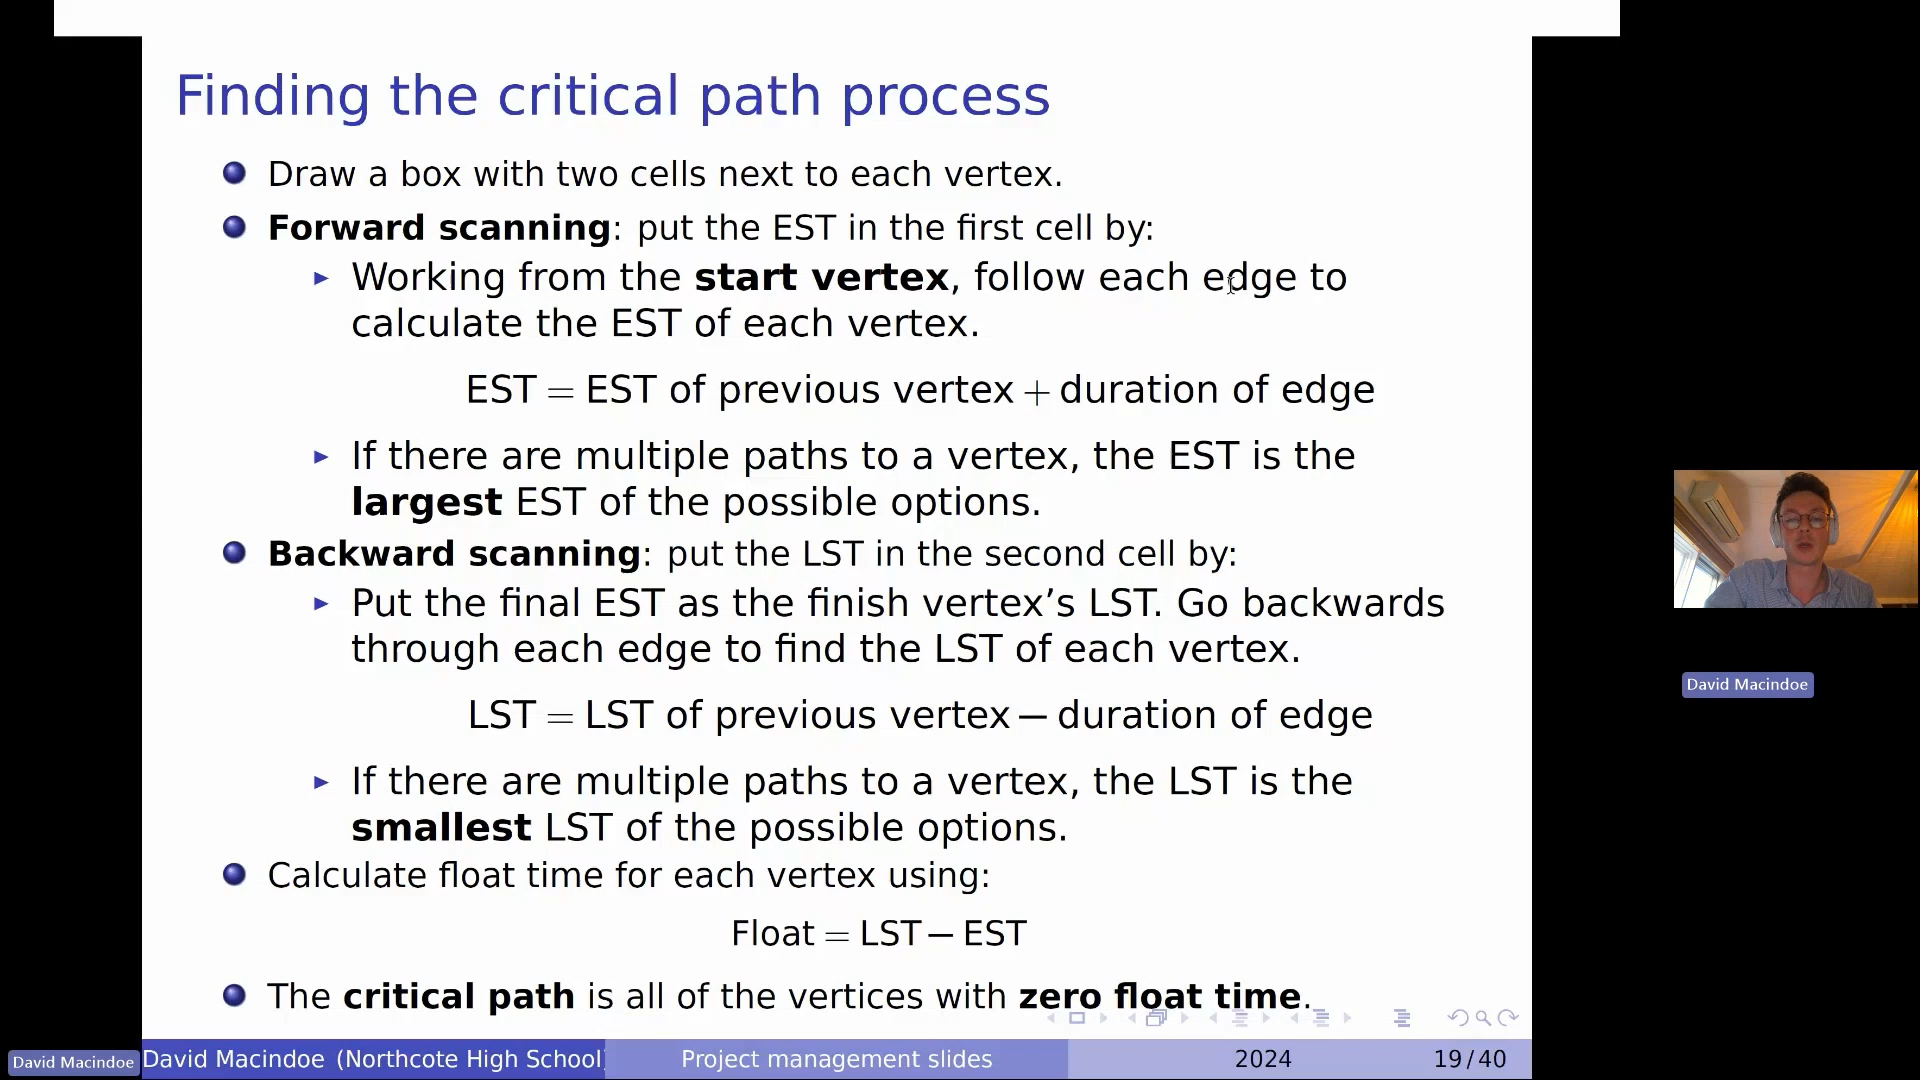 Finding the critical path process
Draw a box with two cells next to each vertex.
Forward scanning: put the EST in the first cell by:
Working from the start vertex, follow each edge to
calculate the EST of each vertex.
EST = EST of previous vertex + duration of edge
If there are multiple paths to a vertex, the EST is the
largest EST of the possible options.
Backward scanning: put the LST in the second cell by:
Put the final EST as the finish vertex's LST. Go backwards
through each edge to find the LST of each vertex.
LST = LST of previous vertex − duration of edge
If there are multiple paths to a vertex, the LST is the
smallest LST of the possible options.
Calculate float time for each vertex using:
Float = LST − EST
The critical path is all of the vertices with zero float time.
David Macindoe
David Macindoe
David Macindoe (Northcote High School)
Project management slides
2024
19 / 40